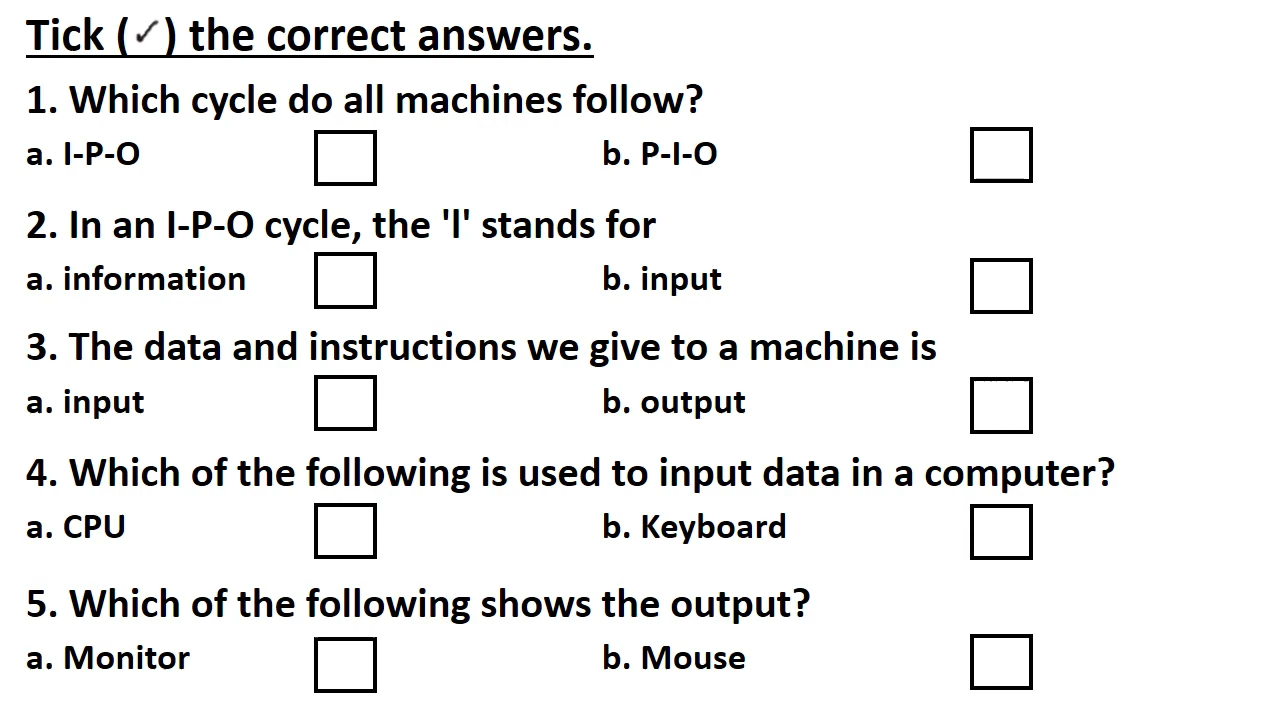 Tick (✓) the correct answers.
1. Which cycle do all machines follow?
a. I-P-O b. P-I-O
2. In an I-P-O cycle, the 'l' stands for
a. information b. input
3. The data and instructions we give to a machine is
a. input b. output
4. Which of the following is used to input data in a computer?
a. CPU b. Keyboard
5. Which of the following shows the output?
a. Monitor b. Mouse